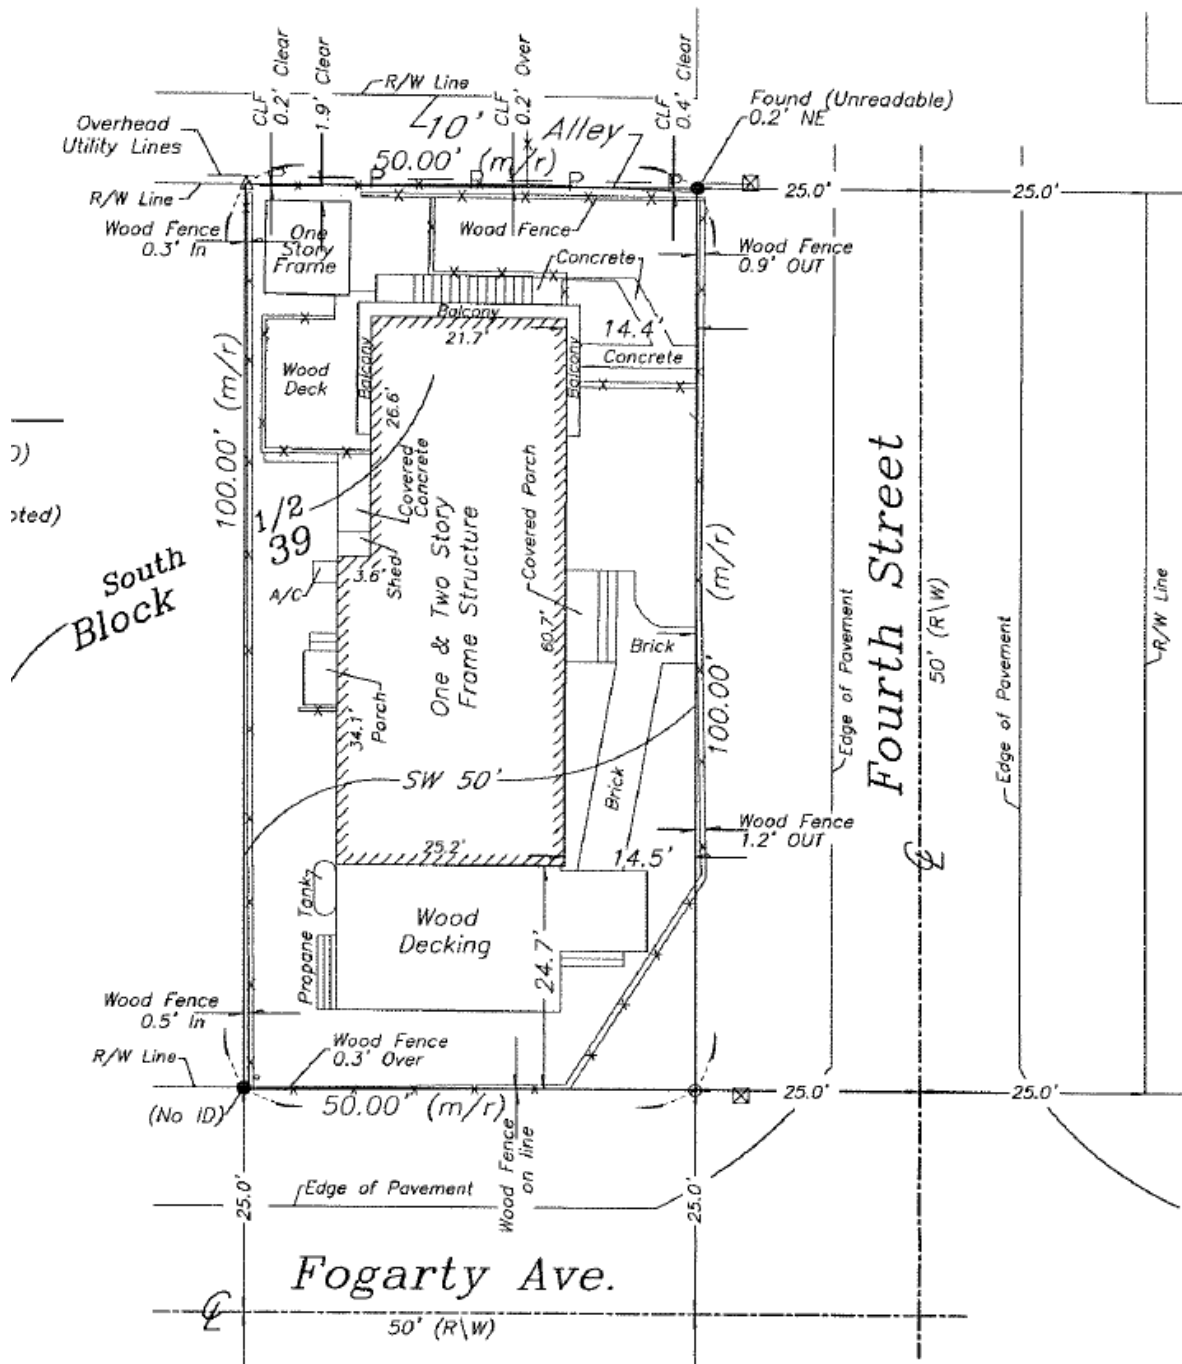 CLF
0.2' Clear
1.9' Clear
R/W Line
CLF
0.2' Over
CLF
0.4' Clear
Found (Unreadable)
0.2' NE
Overhead
Utility Lines
10' Alley
50.00' (m/r)
R/W Line
P
P
P
P
P
25.0'
25.0'
Wood Fence
0.3' In
One
Story
Frame
Wood Fence
Concrete
Wood Fence
0.9' OUT
Balcony
21.7'
14.4'
Concrete
Wood
Deck
Balcony
Balcony
26.6'
100.00' (m/r)
)
oted)
1/2
39
Covered
Concrete
Covered Porch
South
Block
A/C
3.6'
Shed
One & Two Story
Frame Structure
60.7'
Brick
Porch
34.1'
SW 50'
Brick
100.00' (m/r)
Edge of Pavement
Fourth Street
50' (R\W)
Edge of Pavement
R/W Line
25.2'
14.5'
Wood Fence
1.2' OUT
Propane Tank
Wood
Decking
24.7'
Wood Fence
0.5' In
R/W Line
Wood Fence
0.3' Over
(No ID)
50.00' (m/r)
25.0'
25.0'
Wood Fence
on line
25.0'
Edge of Pavement
25.0'
Fogarty Ave.
50' (R\W)